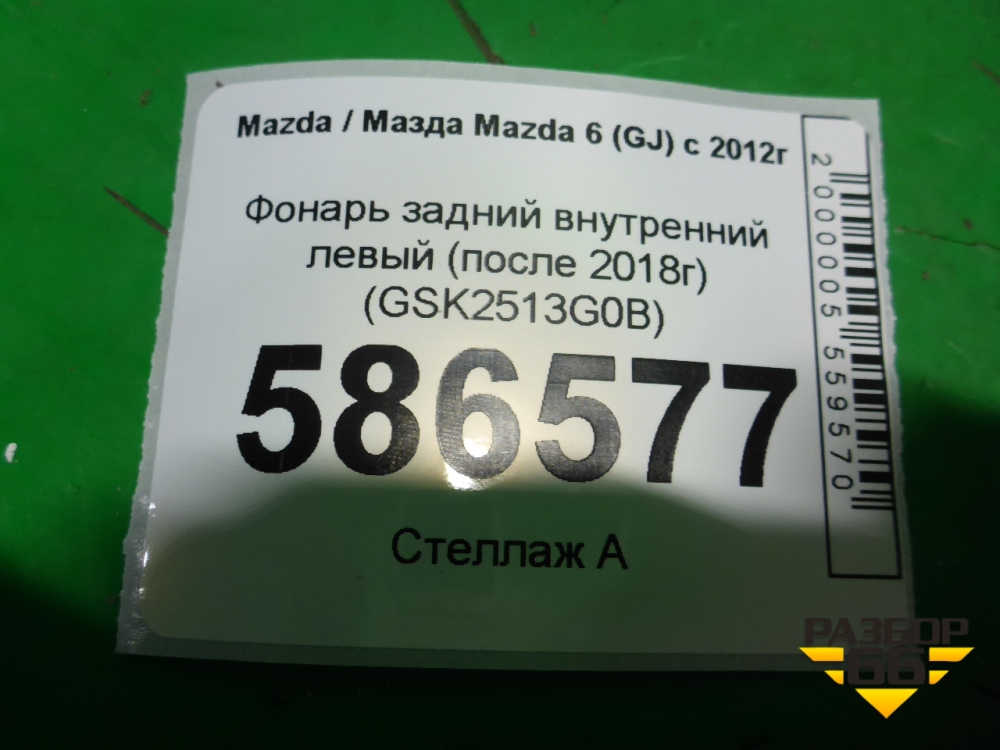 Mazda / Мазда Mazda 6 (GJ) с 2012г
Фонарь задний внутренний
левый (после 2018г)
(GSK2513G0B)
586577
Стеллаж А
2000005559570
РАЗБОР
66